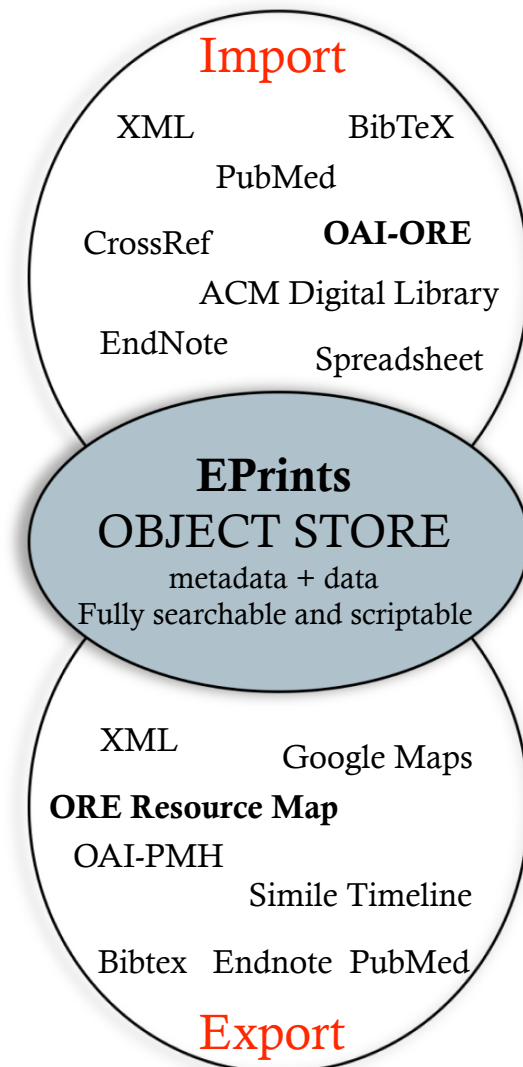 Import
XML BibTeX
PubMed
CrossRef OAI-ORE
ACM Digital Library
EndNote Spreadsheet
EPrints
OBJECT STORE
metadata + data
Fully searchable and scriptable
XML Google Maps
ORE Resource Map
OAI-PMH
Simile Timeline
Bibtex Endnote PubMed
Export